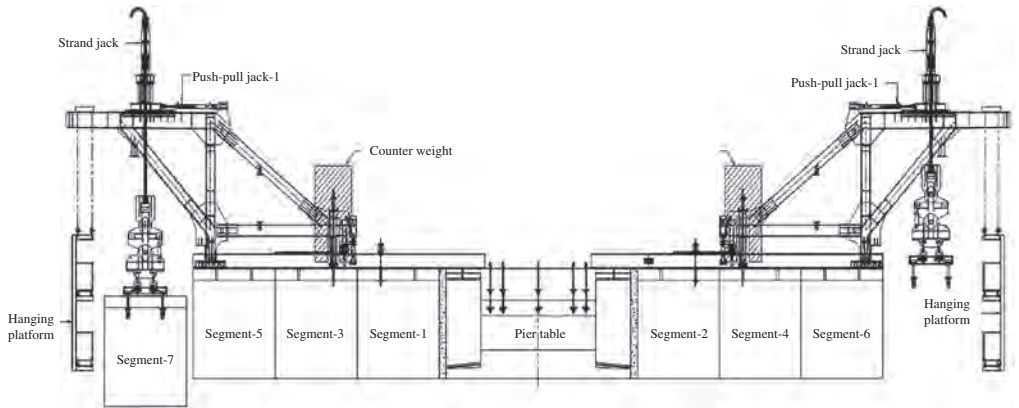 Strand jack
Strand jack
Push-pull jack-1
Push-pull jack-1
Counter weight
Hanging
platform
Hanging
platform
Segment-5
Segment-3
Segment-1
Pier table
Segment-2
Segment-4
Segment-6
Segment-7